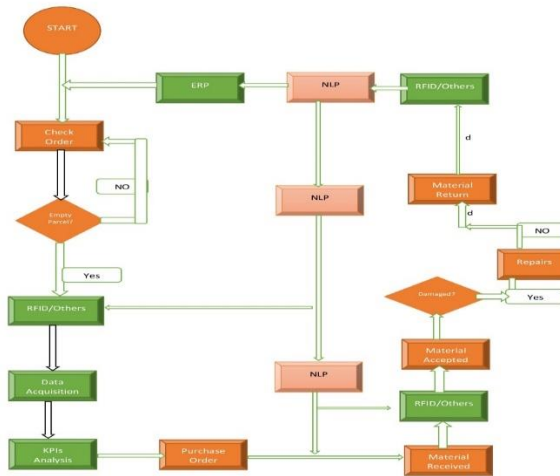 START
ERP
NLP
RFID/Others
Check
Order
d
NO
Material
Return
NLP
d
Empty
Parcel?
NO
Repairs
Yes
Damaged?
Yes
RFID/Others
Material
Accepted
NLP
Data
Acquisition
RFID/Others
KPIs
Analysis
Purchase
Order
Material
Received